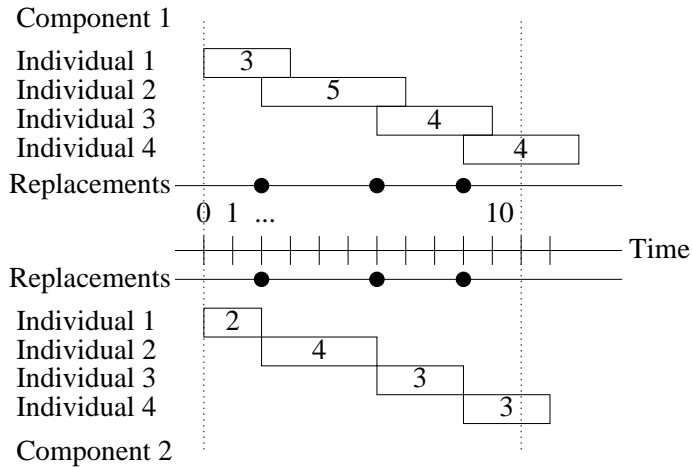 Component 1
Individual 1 3
Individual 2 5
Individual 3 4
Individual 4 4
Replacements
0 1 ... 10
Time
Replacements
Individual 1 2
Individual 2 4
Individual 3 3
Individual 4 3
Component 2